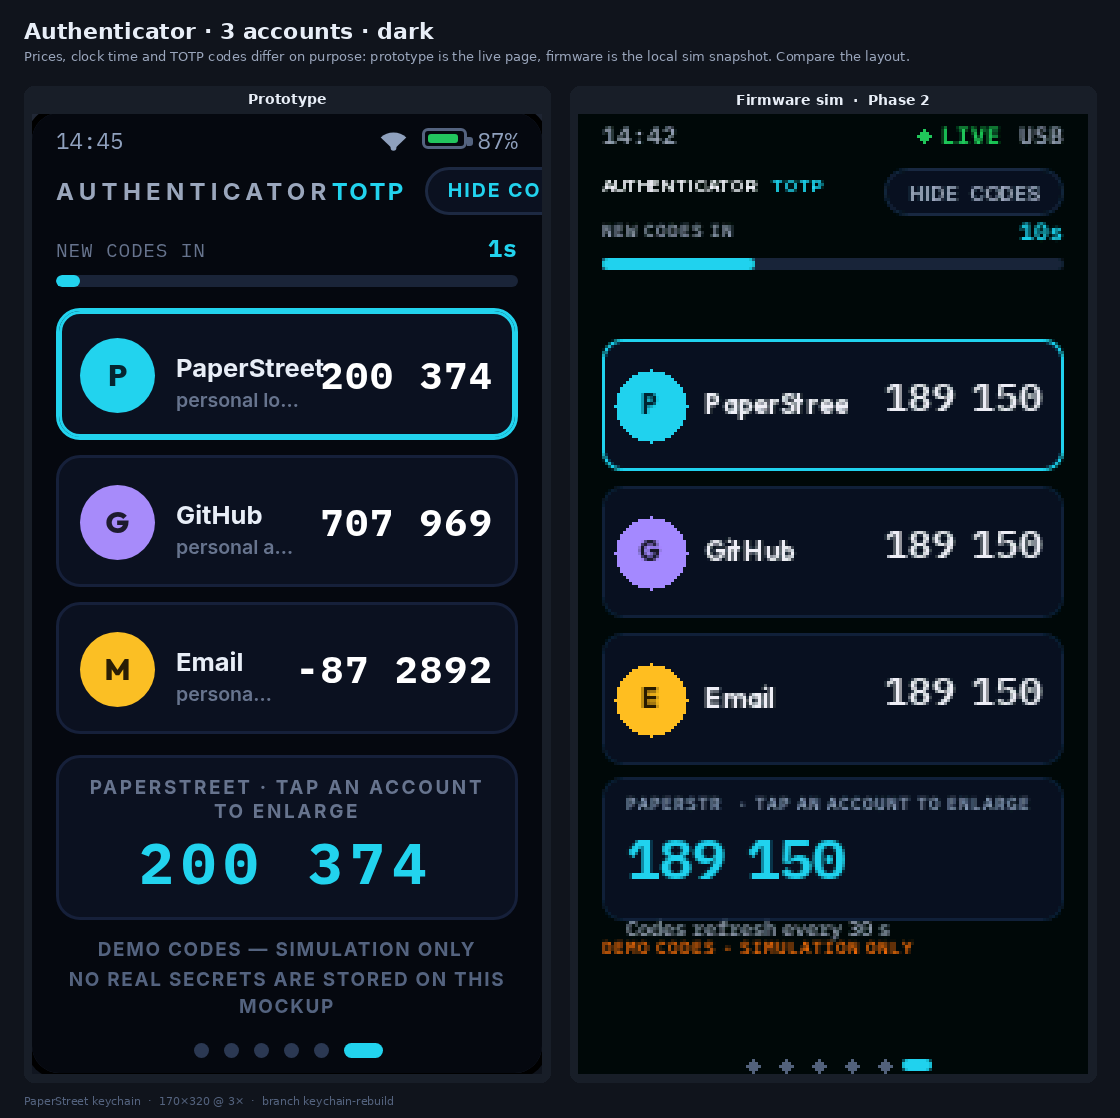 Authenticator · 3 accounts · dark
Prices, clock time and TOTP codes differ on purpose: prototype is the live page, firmware is the local sim snapshot. Compare the layout.
Prototype
14:45 87%
AUTHENTICATOR TOTP HIDE CO
NEW CODES IN 1s
P PaperStreet 200 374
personal lo...
G GitHub 707 969
personal a...
M Email -87 2892
persona...
PAPERSTREET · TAP AN ACCOUNT
TO ENLARGE
200 374
DEMO CODES — SIMULATION ONLY
NO REAL SECRETS ARE STORED ON THIS
MOCKUP
Firmware sim · Phase 2
14:42 LIVE USB
AUTHENTICATOR TOTP HIDE CODES
NEW CODES IN 10s
P PaperStree 189 150
G GitHub 189 150
E Email 189 150
PAPERSTR - TAP AN ACCOUNT TO ENLARGE
189 150
Codes refresh every 30 s
DEMO CODES - SIMULATION ONLY
PaperStreet keychain · 170×320 @ 3× · branch keychain-rebuild